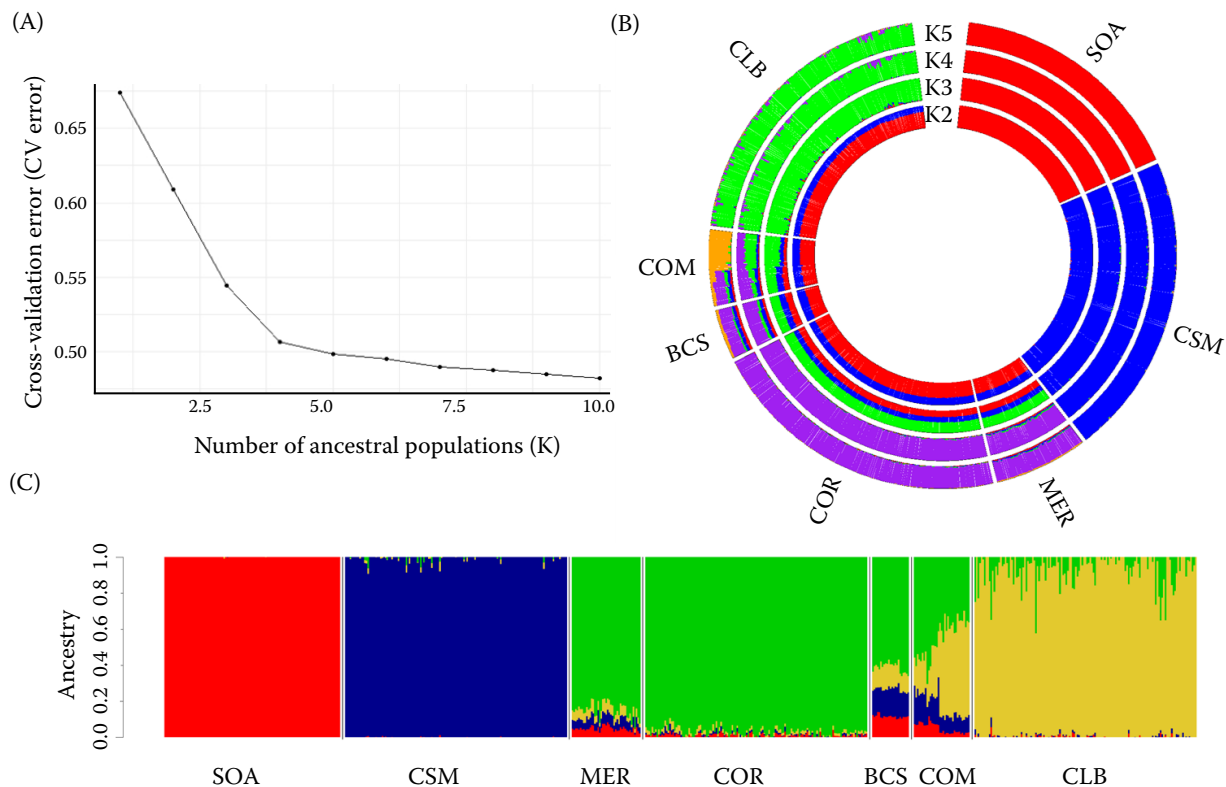 (A)
Cross-validation error (CV error)
0.65
0.60
0.55
0.50
2.5 5.0 7.5 10.0
Number of ancestral populations (K)
(B)
K5
K4
K3
K2
SOA
CSM
MER
COR
BCS
COM
CLB
(C)
Ancestry
0.0 0.2 0.4 0.6 0.8 1.0
SOA CSM MER COR BCS COM CLB